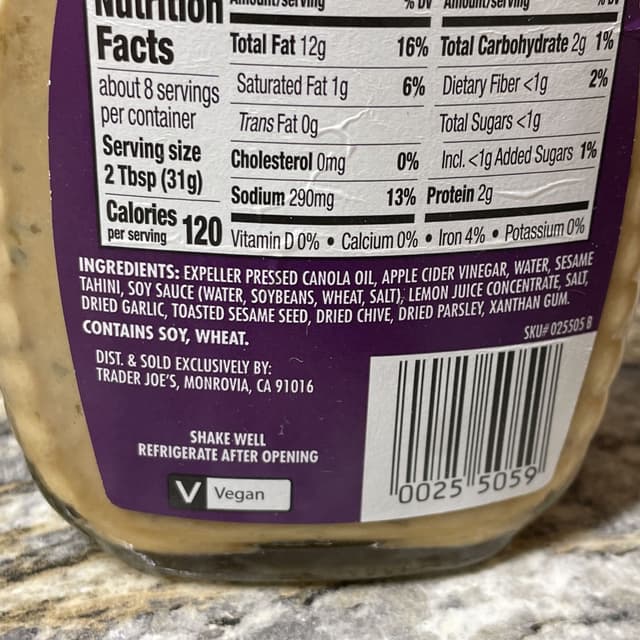 Nutrition
Facts
about 8 servings
per container
Serving size
2 Tbsp (31g)
Calories
per serving 120
Amount/serving % DV
Total Fat 12g 16%
Saturated Fat 1g 6%
Trans Fat 0g
Cholesterol 0mg 0%
Sodium 290mg 13%
Amount/serving % DV
Total Carbohydrate 2g 1%
Dietary Fiber <1g 2%
Total Sugars <1g
Incl. <1g Added Sugars 1%
Protein 2g
Vitamin D 0% • Calcium 0% • Iron 4% • Potassium 0%
INGREDIENTS: EXPELLER PRESSED CANOLA OIL, APPLE CIDER VINEGAR, WATER, SESAME
TAHINI, SOY SAUCE (WATER, SOYBEANS, WHEAT, SALT), LEMON JUICE CONCENTRATE, SALT,
DRIED GARLIC, TOASTED SESAME SEED, DRIED CHIVE, DRIED PARSLEY, XANTHAN GUM.
CONTAINS SOY, WHEAT.
SKU# 025505 B
DIST. & SOLD EXCLUSIVELY BY:
TRADER JOE'S, MONROVIA, CA 91016
SHAKE WELL
REFRIGERATE AFTER OPENING
V Vegan
0025 5059